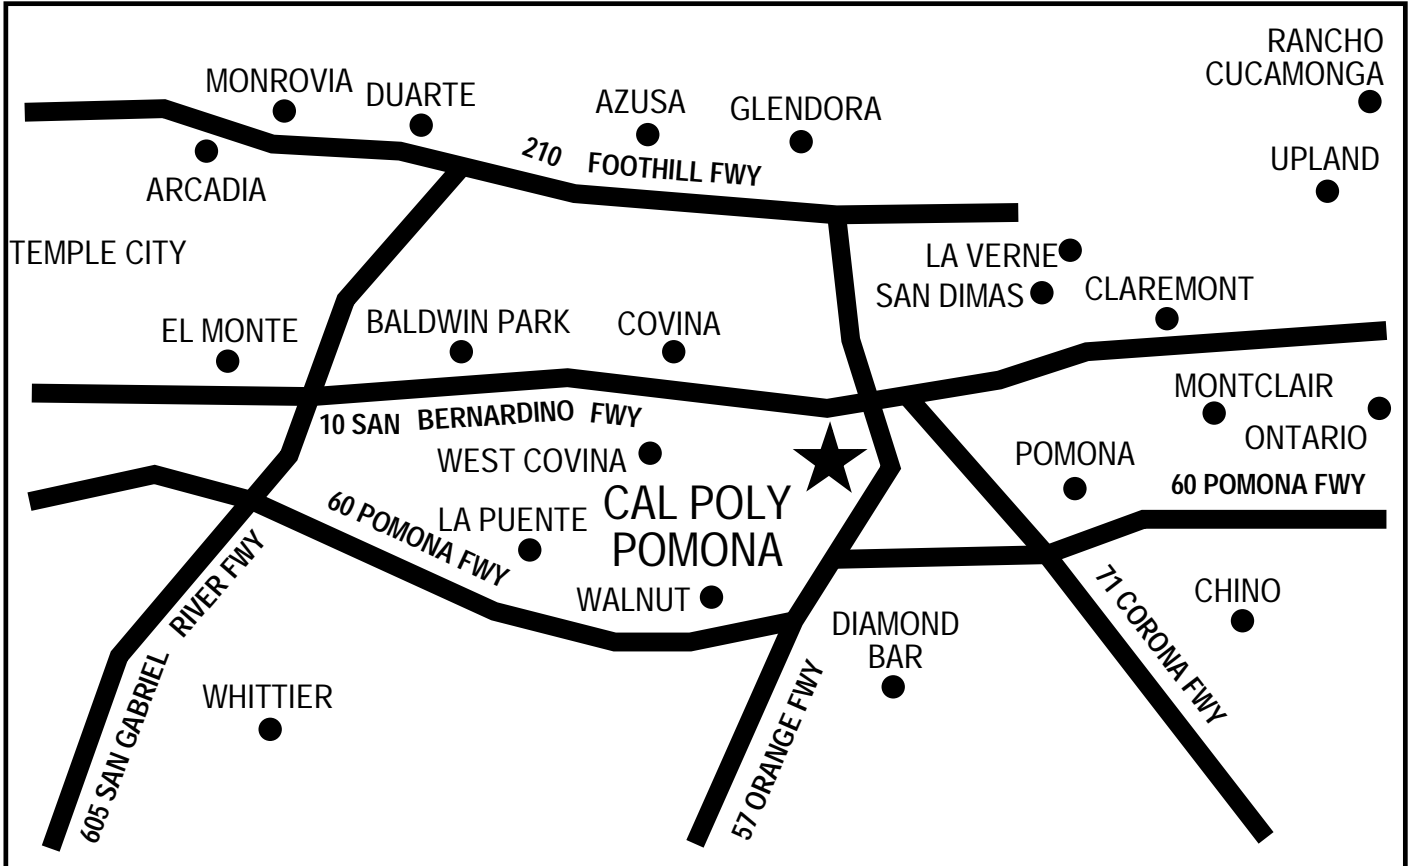 RANCHO
CUCAMONGA
MONROVIA
DUARTE
AZUSA
GLENDORA
210 FOOTHILL FWY
UPLAND
ARCADIA
TEMPLE CITY
LA VERNE
SAN DIMAS
CLAREMONT
EL MONTE
BALDWIN PARK
COVINA
MONTCLAIR
10 SAN BERNARDINO FWY
ONTARIO
WEST COVINA
POMONA
60 POMONA FWY
CAL POLY
POMONA
60 POMONA FWY
LA PUENTE
WALNUT
605 SAN GABRIEL RIVER FWY
71 CORONA FWY
CHINO
DIAMOND
BAR
WHITTIER
57 ORANGE FWY